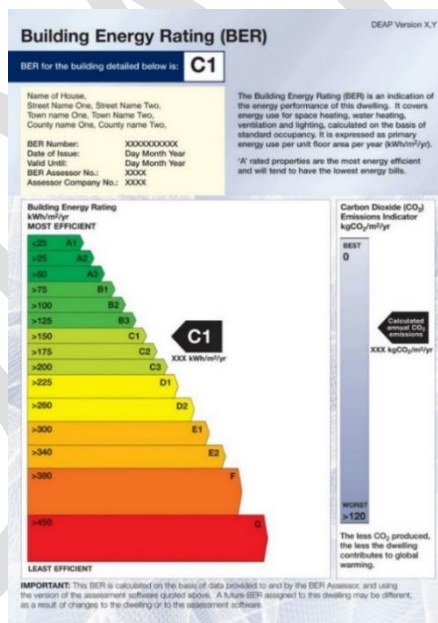 DEAP Version X,Y
Building Energy Rating (BER)
BER for the building detailed below is: C1
Name of House,
Street Name One, Street Name Two,
Town name One, Town Name Two,
County name One, County name Two,
BER Number: XXXXXXXXXX
Date of Issue: Day Month Year
Valid Until: Day Month Year
BER Assessor No.: XXXX
Assessor Company No.: XXXX
The Building Energy Rating (BER) is an indication of
the energy performance of this dwelling. It covers
energy use for space heating, water heating,
ventilation and lighting, calculated on the basis of
standard occupancy. It is expressed as primary
energy use per unit floor area per year (kWh/m²/yr).
'A' rated properties are the most energy efficient
and will tend to have the lowest energy bills.
Building Energy Rating
kWh/m²/yr
MOST EFFICIENT
<25 A1
>25 A2
>50 A3
>75 B1
>100 B2
>125 B3
>150 C1
>175 C2
>200 C3
>225 D1
>260 D2
>300 E1
>340 E2
>380 F
>450 G
LEAST EFFICIENT
C1
XXX kWh/m²/yr
Carbon Dioxide (CO₂)
Emissions Indicator
kgCO₂/m²/yr
BEST
0
Calculated
annual CO₂
emissions
XXX kgCO₂/m²/yr
WORST
>120
The less CO₂ produced,
the less the dwelling
contributes to global
warming.
IMPORTANT: This BER is calculated on the basis of data provided to and by the BER Assessor, and using
the version of the assessment software quoted above. A future BER assigned to this dwelling may be different,
as a result of changes to the dwelling or to the assessment software.